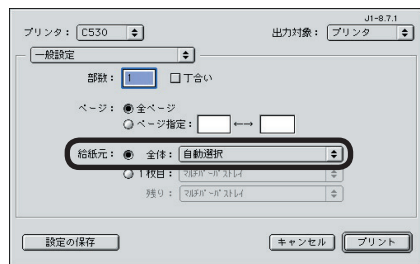 J1-8.7.1
プリンタ： C530 出力対象： プリンタ
一般設定
部数： 1 丁合い
ページ： 全ページ
ページ指定：
給紙元： 全体： 自動選択
1 枚目： マルチパーパストレイ
残り： マルチパーパストレイ
設定の保存 キャンセル プリント